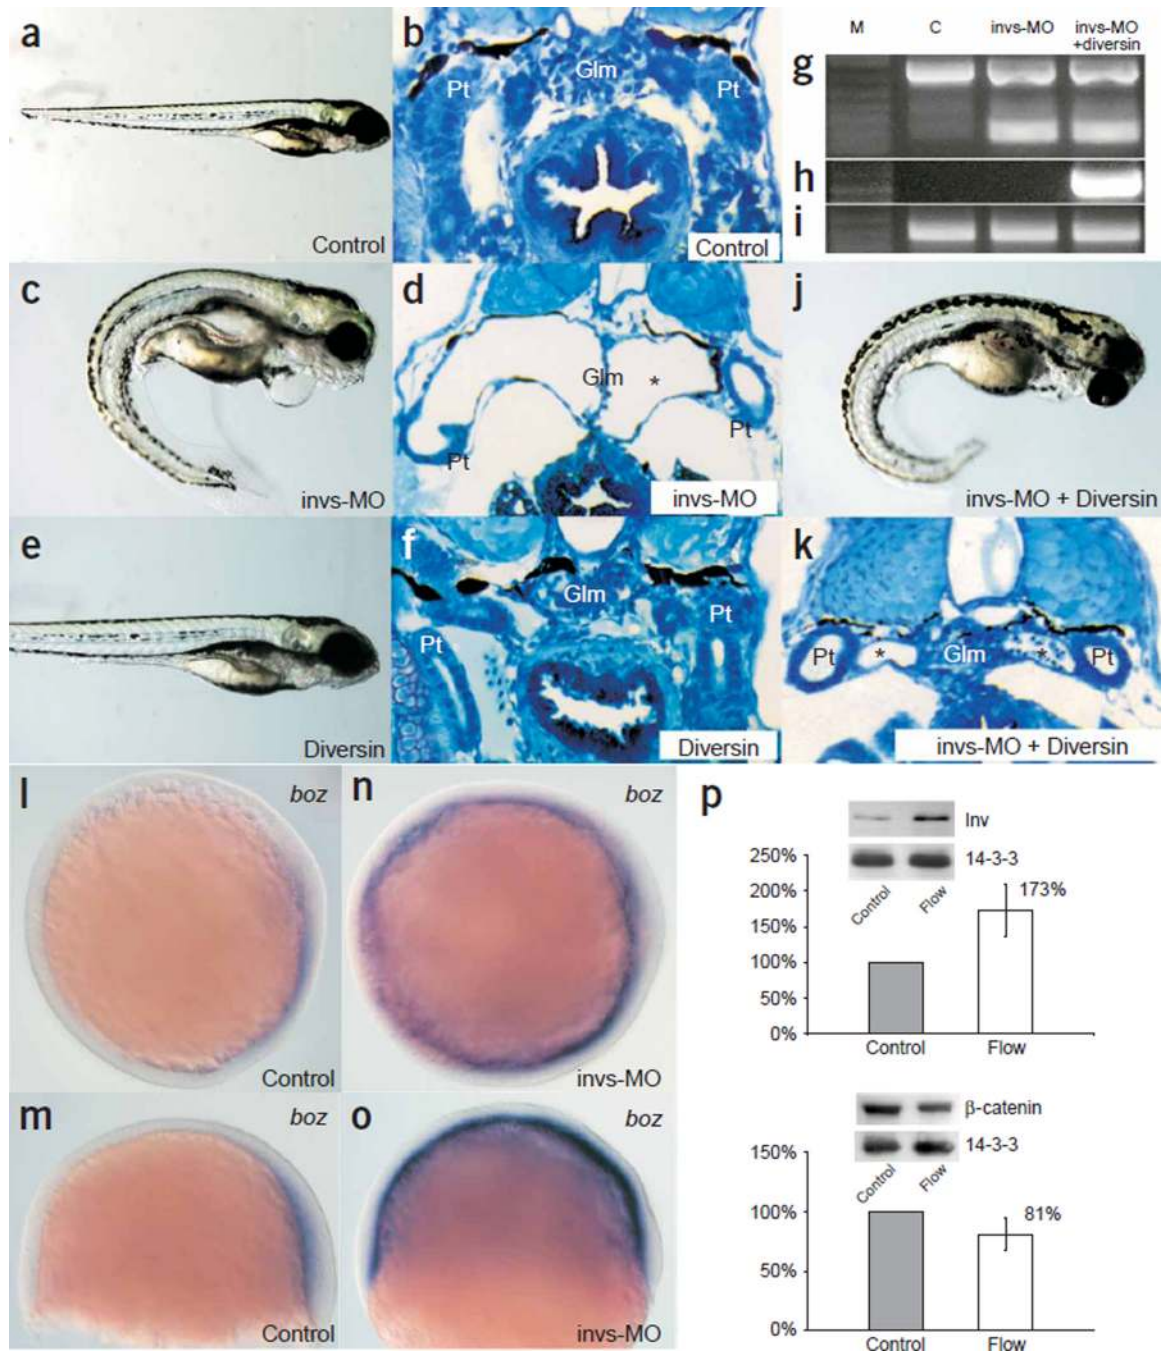 a
Control
b
Glm
Pt
Pt
Control
M
C
invs-MO
invs-MO
+diversin
g
h
i
c
invs-MO
d
Glm
*
Pt
Pt
invs-MO
j
invs-MO + Diversin
e
Diversin
f
Glm
Pt
Pt
Diversin
k
Pt
*
Glm
*
Pt
invs-MO + Diversin
l
boz
Control
n
boz
invs-MO
m
boz
Control
o
boz
invs-MO
p
Inv
14-3-3
Control
Flow
250%
200%
150%
100%
50%
0%
173%
Control
Flow
β-catenin
14-3-3
Control
Flow
150%
100%
50%
0%
81%
Control
Flow